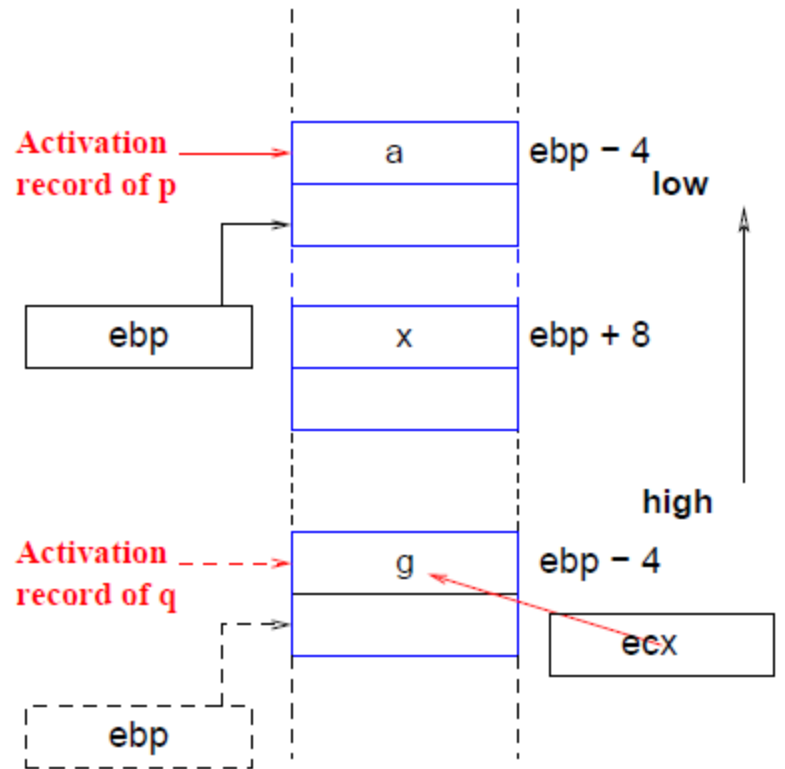 Activation
record of p
a
ebp − 4
low
ebp
x
ebp + 8
high
Activation
record of q
g
ebp − 4
ecx
ebp